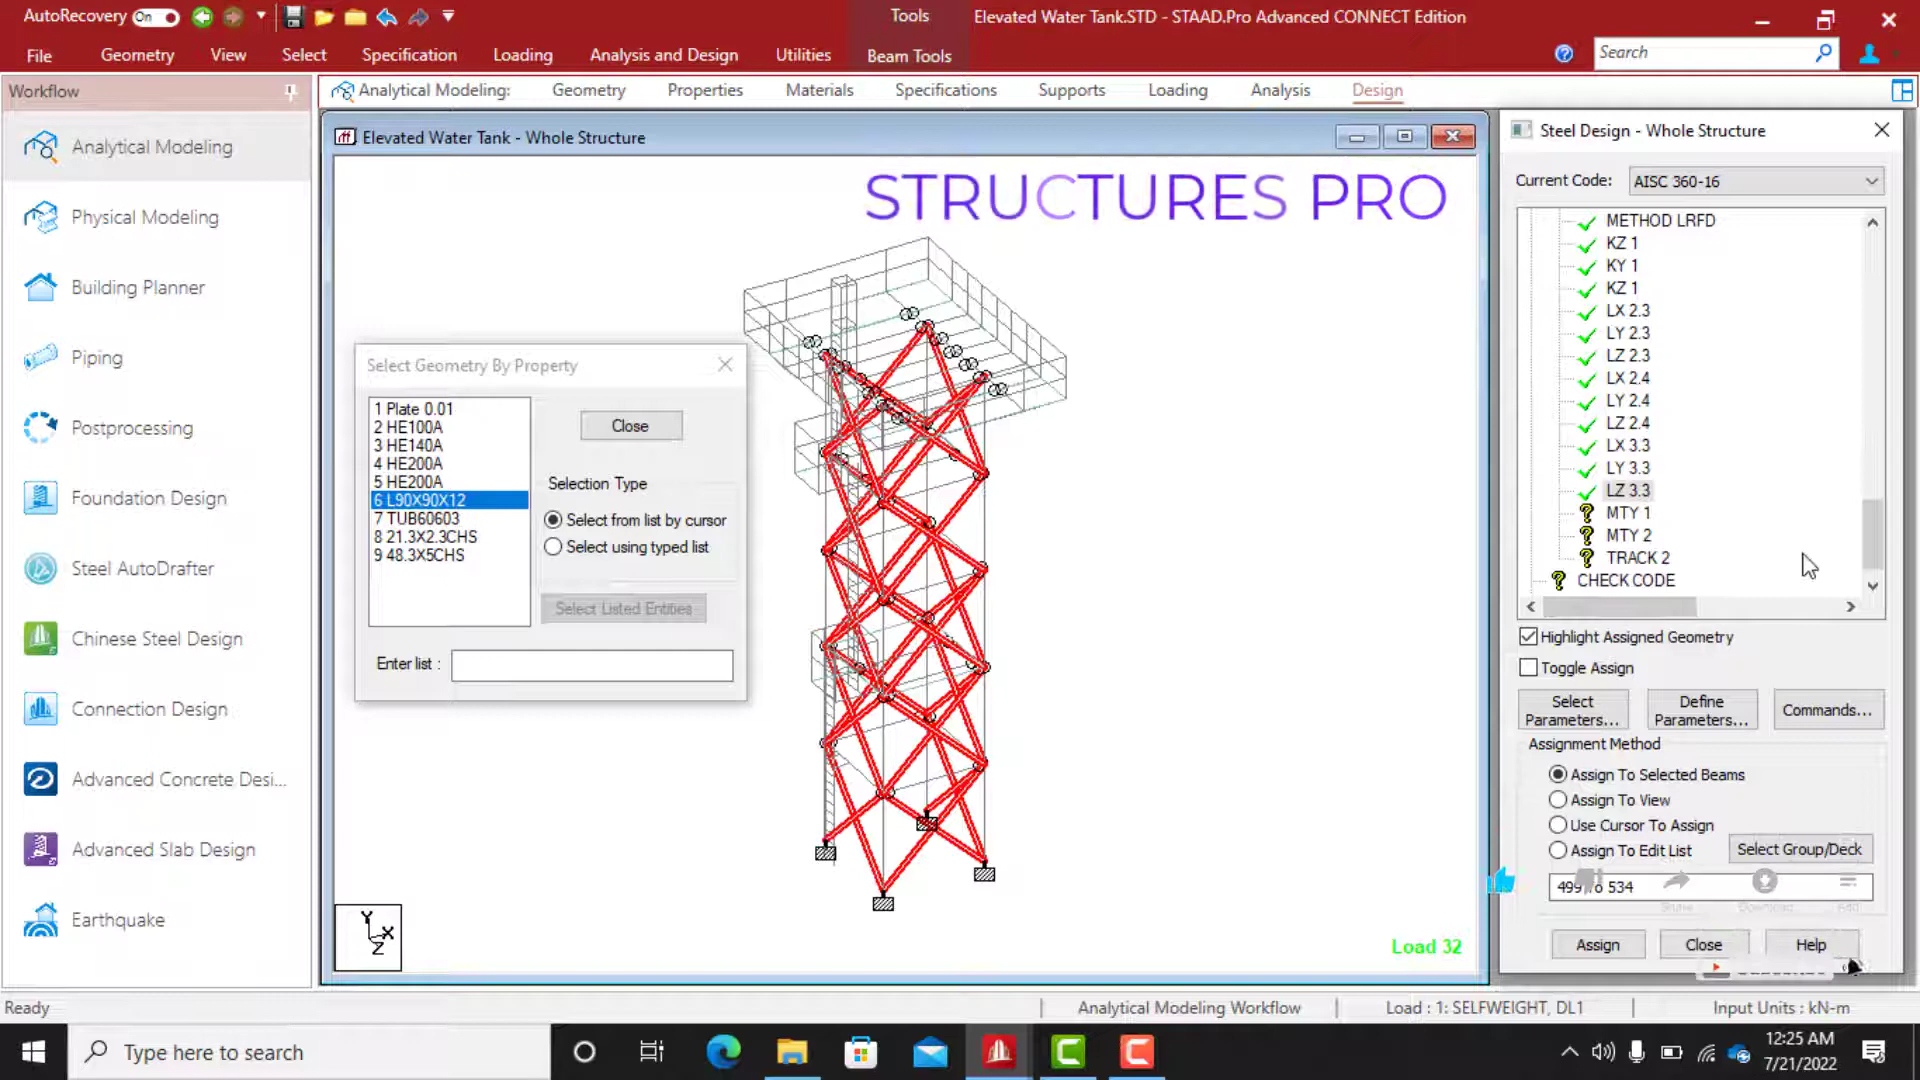 AutoRecovery On
Tools
Elevated Water Tank.STD - STAAD.Pro Advanced CONNECT Edition
File
Geometry
View
Select
Specification
Loading
Analysis and Design
Utilities
Beam Tools
Search
Workflow
Analytical Modeling:
Geometry
Properties
Materials
Specifications
Supports
Loading
Analysis
Design
Analytical Modeling
Physical Modeling
Building Planner
Piping
Postprocessing
Foundation Design
Steel AutoDrafter
Chinese Steel Design
Connection Design
Advanced Concrete Desi...
Advanced Slab Design
Earthquake
Elevated Water Tank - Whole Structure
STRUCTURES PRO
Select Geometry By Property
1 Plate 0.01
2 HE100A
3 HE140A
4 HE200A
5 HE200A
6 L90X90X12
7 TUB60603
8 21.3X2.3CHS
9 48.3X5CHS
Close
Selection Type
Select from list by cursor
Select using typed list
Select Listed Entities
Enter list :
Y
X
Z
Load 32
Steel Design - Whole Structure
Current Code:
AISC 360-16
METHOD LRFD
KZ 1
KY 1
KZ 1
LX 2.3
LY 2.3
LZ 2.3
LX 2.4
LY 2.4
LZ 2.4
LX 3.3
LY 3.3
LZ 3.3
MTY 1
MTY 2
TRACK 2
CHECK CODE
Highlight Assigned Geometry
Toggle Assign
Select Parameters...
Define Parameters...
Commands...
Assignment Method
Assign To Selected Beams
Assign To View
Use Cursor To Assign
Assign To Edit List
Select Group/Deck
499 To 534
Assign
Close
Help
Ready
Analytical Modeling Workflow
Load : 1: SELFWEIGHT, DL1
Input Units : kN-m
Type here to search
12:25 AM
7/21/2022